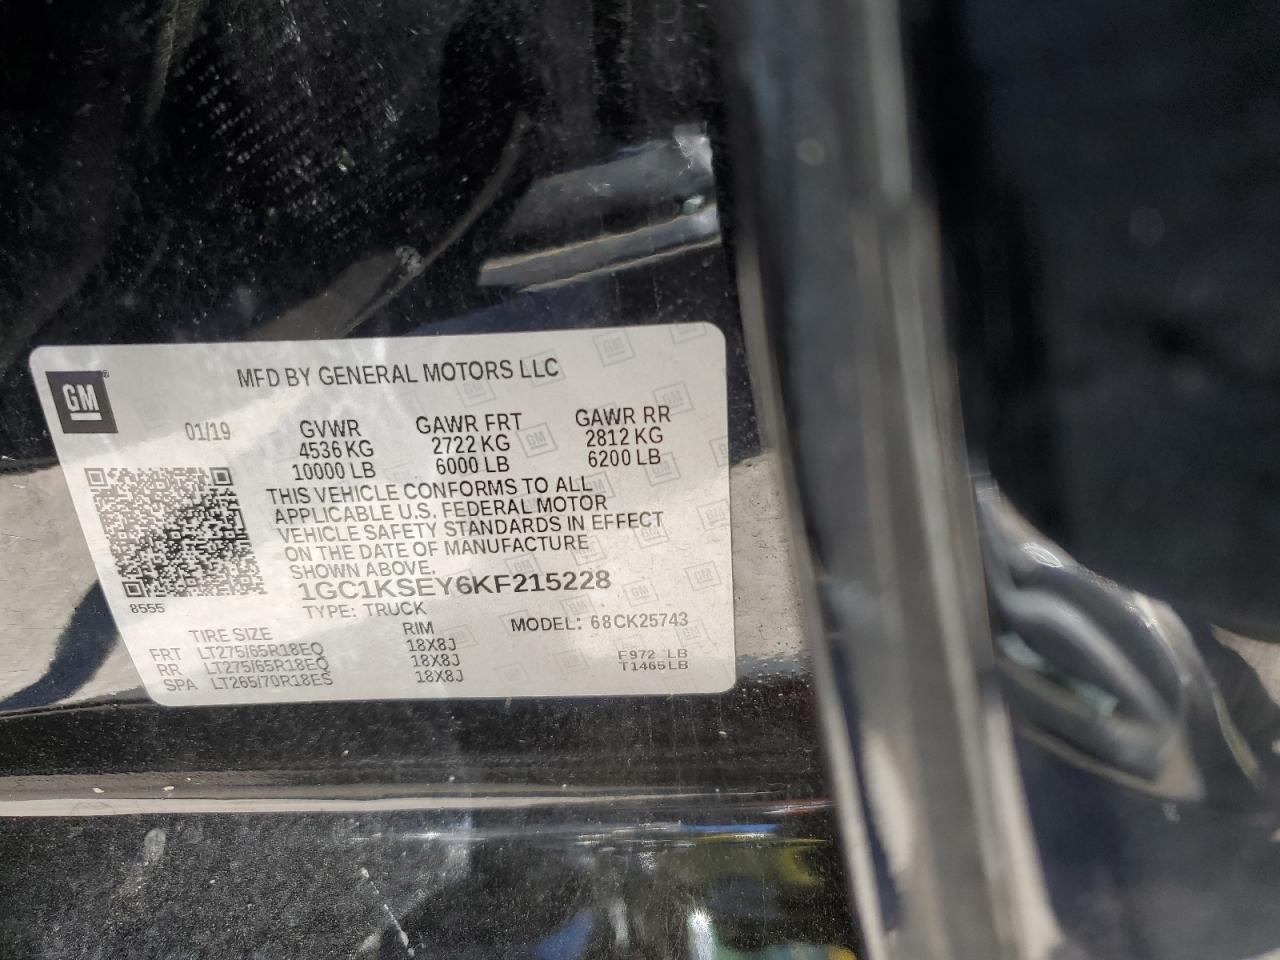 MFD BY GENERAL MOTORS LLC
GM
01/19
GVWR GAWR FRT GAWR RR
4536 KG 2722 KG 2812 KG
10000 LB 6000 LB 6200 LB
THIS VEHICLE CONFORMS TO ALL
APPLICABLE U.S. FEDERAL MOTOR
VEHICLE SAFETY STANDARDS IN EFFECT
ON THE DATE OF MANUFACTURE
SHOWN ABOVE.
1GC1KSEY6KF215228
8555
TYPE: TRUCK
MODEL: 68CK25743
TIRE SIZE RIM
FRT LT275/65R18EQ 18X8J
RR LT275/65R18EQ 18X8J
SPA LT265/70R18ES 18X8J
F972 LB
T1465LB